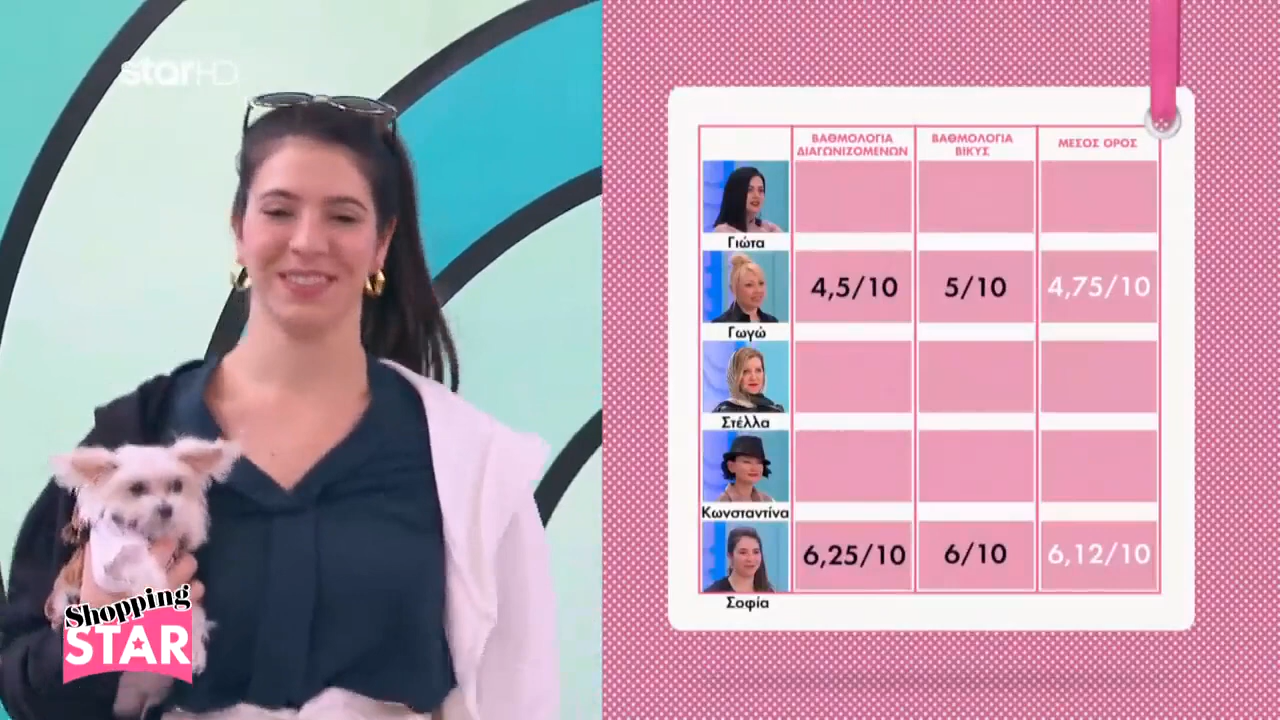 starHD
ΒΑΘΜΟΛΟΓΙΑ
ΔΙΑΓΩΝΙΖΟΜΕΝΩΝ
ΒΑΘΜΟΛΟΓΙΑ
ΒΙΚΥΣ
ΜΕΣΟΣ ΟΡΟΣ
Γιώτα
Γωγώ
4,5/10
5/10
4,75/10
Στέλλα
Κωνσταντίνα
Σοφία
6,25/10
6/10
6,12/10
Shopping
STAR